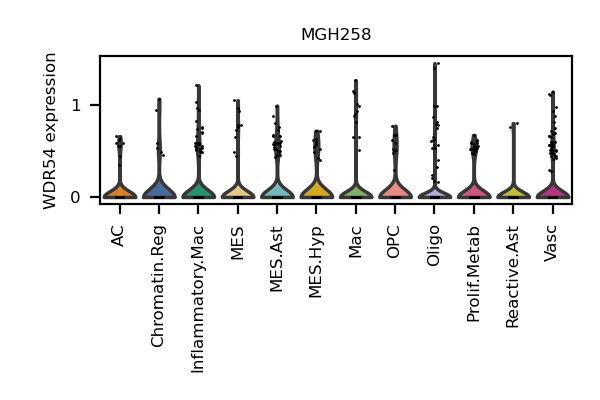 MGH258
WDR54 expression
1
0
AC
Chromatin.Reg
Inflammatory.Mac
MES
MES.Ast
MES.Hyp
Mac
OPC
Oligo
Prolif.Metab
Reactive.Ast
Vasc